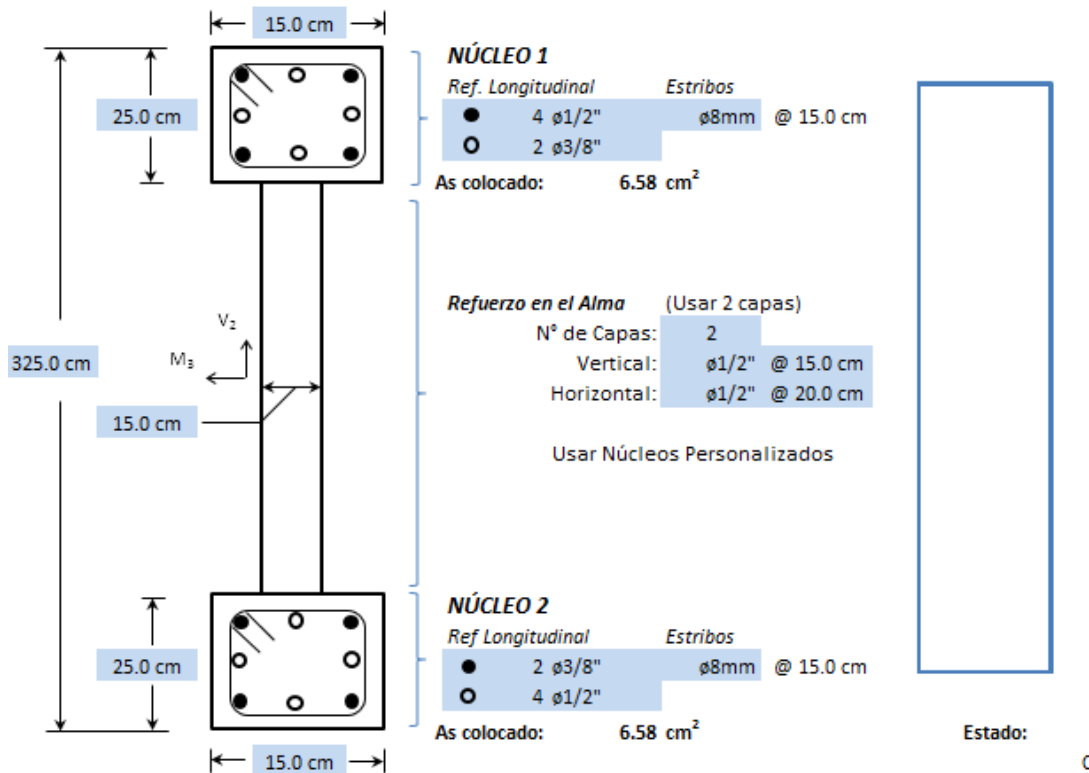 15.0 cm
NÚCLEO 1
Ref. Longitudinal Estribos
25.0 cm
4 ø1/2" ø8mm @ 15.0 cm
2 ø3/8"
As colocado: 6.58 cm²
Refuerzo en el Alma (Usar 2 capas)
V₂
Nº de Capas: 2
325.0 cm
M₃
Vertical: ø1/2" @ 15.0 cm
Horizontal: ø1/2" @ 20.0 cm
15.0 cm
Usar Núcleos Personalizados
NÚCLEO 2
Ref Longitudinal Estribos
25.0 cm
2 ø3/8" ø8mm @ 15.0 cm
4 ø1/2"
As colocado: 6.58 cm²
Estado:
15.0 cm